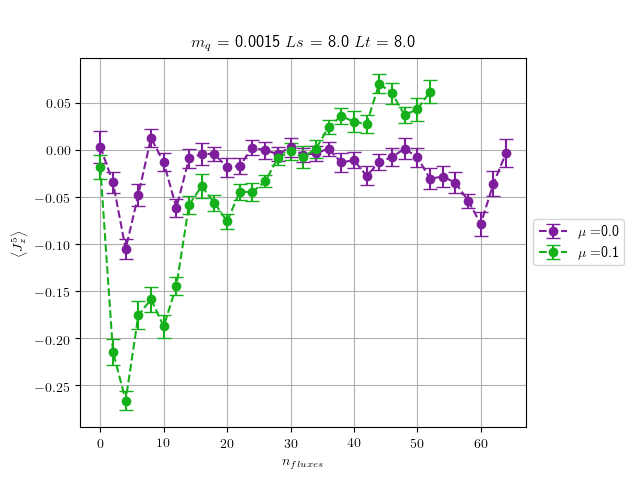 m_q = 0.0015 Ls = 8.0 Lt = 8.0
0.05
0.00
−0.05
−0.10
−0.15
−0.20
−0.25
⟨J_z^5⟩
0 10 20 30 40 50 60
n_fluxes
μ =0.0
μ =0.1